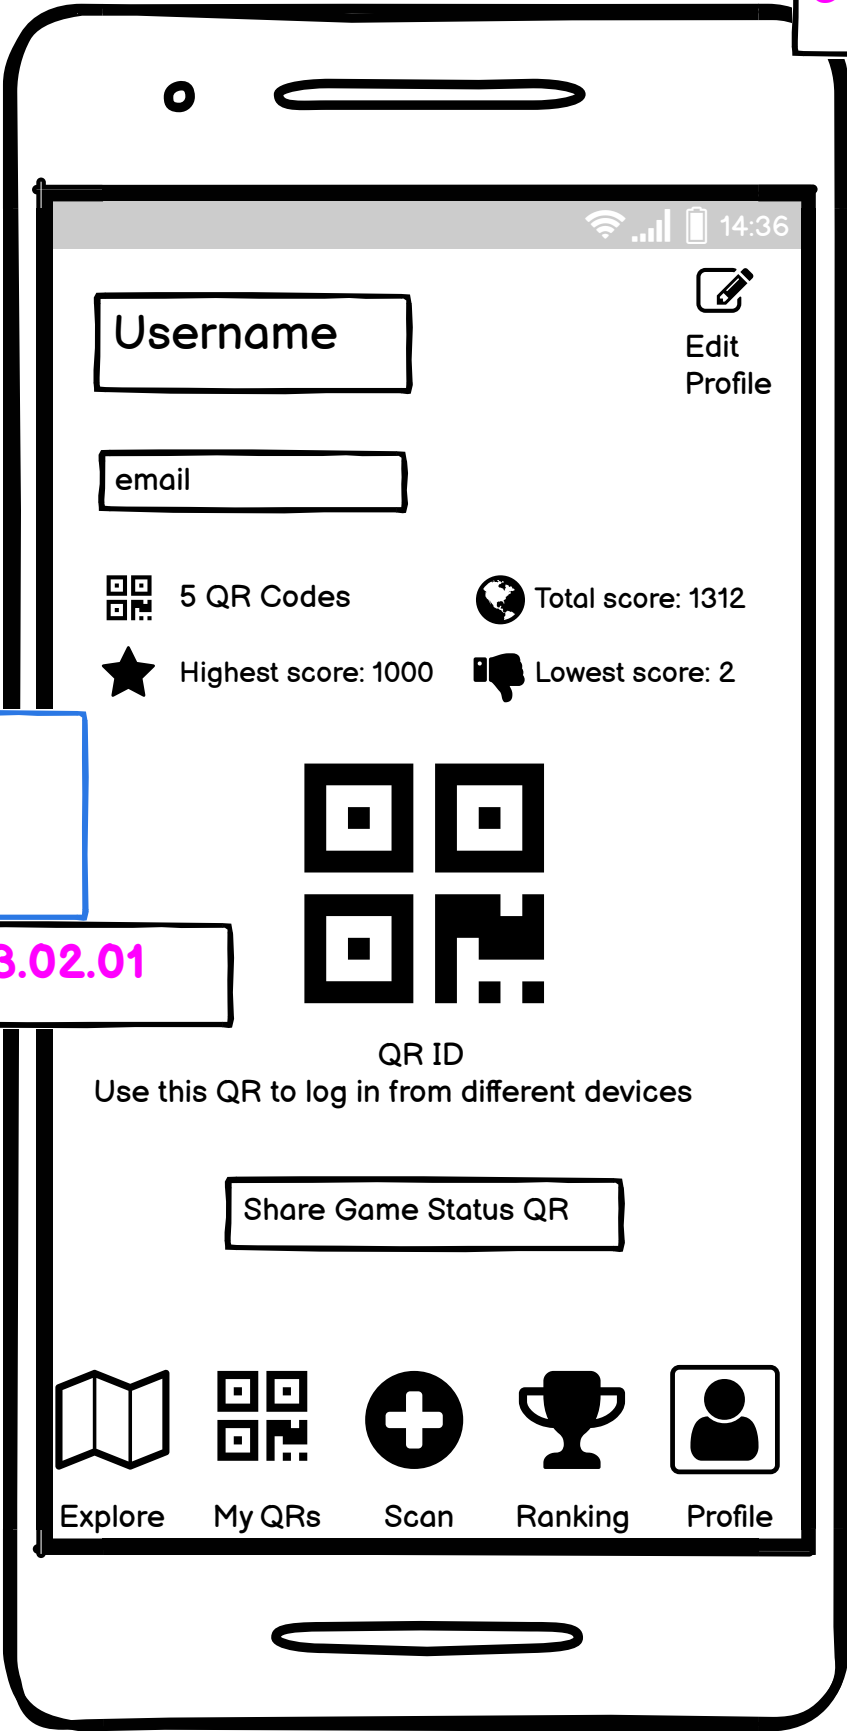 14:36
Username
Edit
Profile
email
5 QR Codes
Total score: 1312
Highest score: 1000
Lowest score: 2
.02.01
QR ID
Use this QR to log in from different devices
Share Game Status QR
Explore
My QRs
Scan
Ranking
Profile